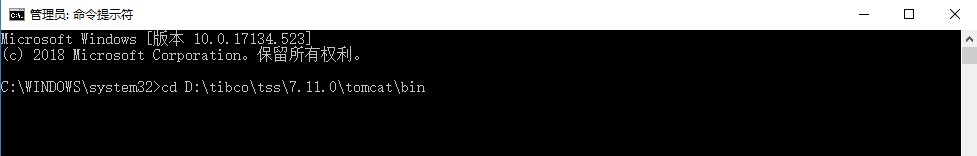 管理员: 命令提示符
Microsoft Windows [版本 10.0.17134.523]
(c) 2018 Microsoft Corporation。保留所有权利。
C:\WINDOWS\system32>cd D:\tibco\tss\7.11.0\tomcat\bin